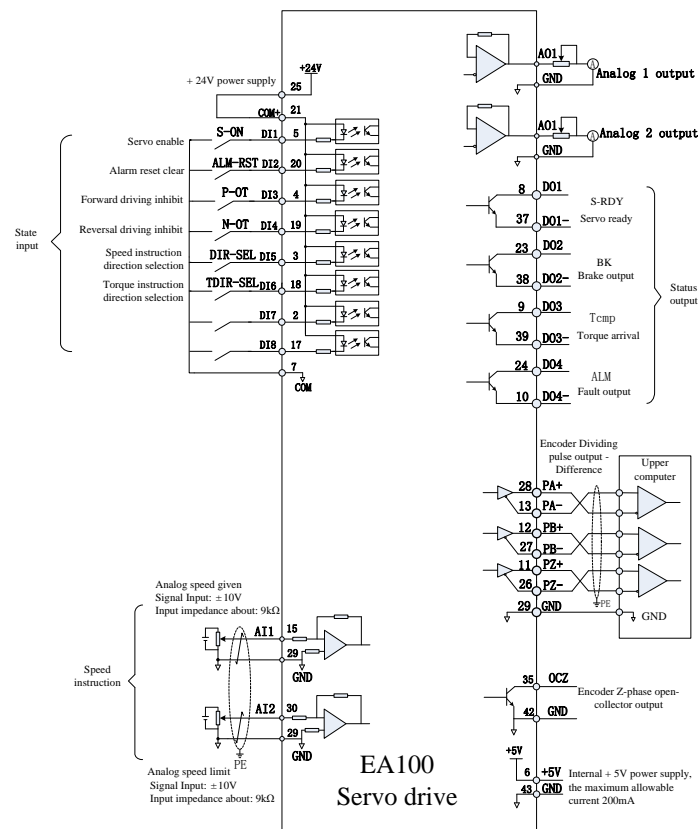 +24V
+ 24V power supply
25
COM+
21
State
input
Servo enable
S-ON
DI1
5
Alarm reset clear
ALM-RST
DI2
20
Forward driving inhibit
P-OT
DI3
4
Reversal driving inhibit
N-OT
DI4
19
Speed instruction
direction selection
DIR-SEL
DI5
3
Torque instruction
direction selection
TDIR-SEL
DI6
18
DI7
2
DI8
17
7
COM
AO1
A
Analog 1 output
GND
AO1
A
Analog 2 output
GND
8
DO1
S-RDY
Servo ready
37
DO1-
23
DO2
BK
Brake output
38
DO2-
9
DO3
Tcmp
Torque arrival
39
DO3-
24
DO4
ALM
Fault output
10
DO4-
Status
output
Encoder Dividing
pulse output -
Difference
Upper
computer
28
PA+
13
PA-
12
PB+
27
PB-
11
PZ+
26
PZ-
PE
29
GND
GND
Analog speed given
Signal Input: ±10V
Input impedance about: 9kΩ
Speed
instruction
AI1
15
29
GND
AI2
30
29
GND
PE
Analog speed limit
Signal Input: ±10V
Input impedance about: 9kΩ
35
OCZ
Encoder Z-phase open-
collector output
42
GND
+5V
6
+5V
Internal + 5V power supply,
the maximum allowable
current 200mA
43
GND
EA100
Servo drive